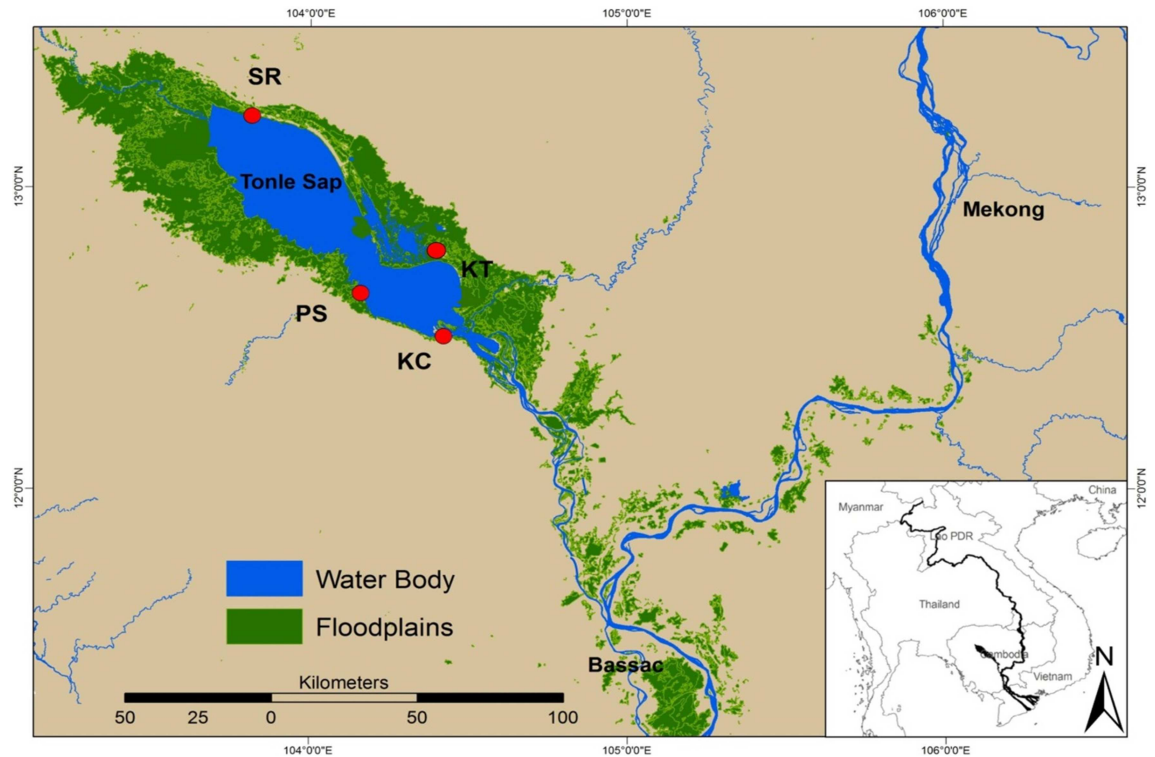 104°0'0"E 105°0'0"E 106°0'0"E
SR
Tonle Sap
13°0'0"N
13°0'0"N
Mekong
KT
PS
KC
12°0'0"N
12°0'0"N
China
Myanmar
Lao PDR
Thailand
Cambodia
Vietnam
N
Water Body
Floodplains
Bassac
Kilometers
50 25 0 50 100
104°0'0"E 105°0'0"E 106°0'0"E